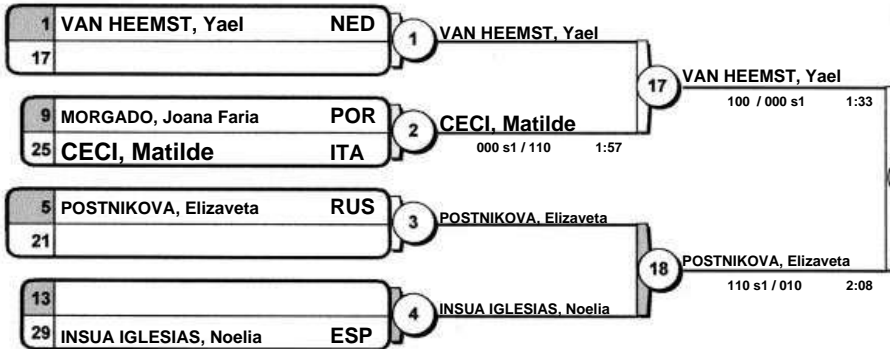 1 VAN HEEMST, Yael NED
17
1 VAN HEEMST, Yael
9 MORGADO, Joana Faria POR
25 CECI, Matilde ITA
2 CECI, Matilde
000 s1 / 110 1:57
17 VAN HEEMST, Yael
100 / 000 s1 1:33
5 POSTNIKOVA, Elizaveta RUS
21
3 POSTNIKOVA, Elizaveta
13
29 INSUA IGLESIAS, Noelia ESP
4 INSUA IGLESIAS, Noelia
18 POSTNIKOVA, Elizaveta
110 s1 / 010 2:08